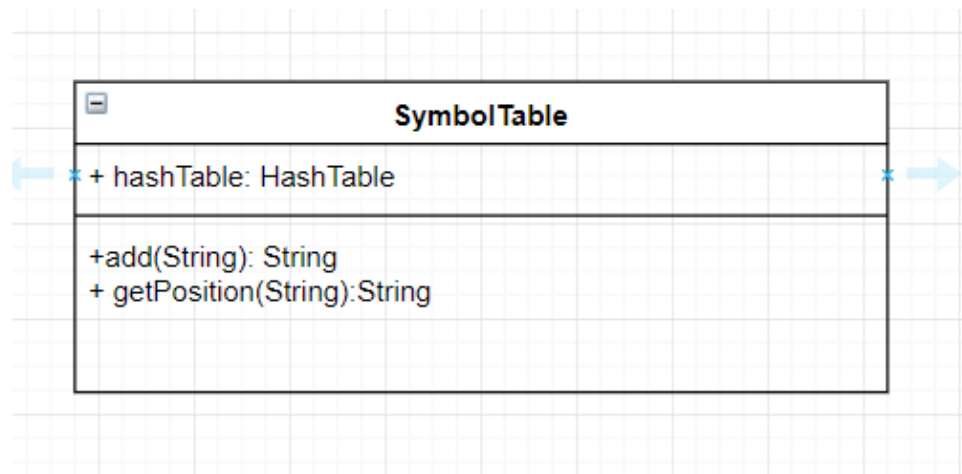 SymbolTable
+ hashTable: HashTable
+add(String): String
+ getPosition(String):String